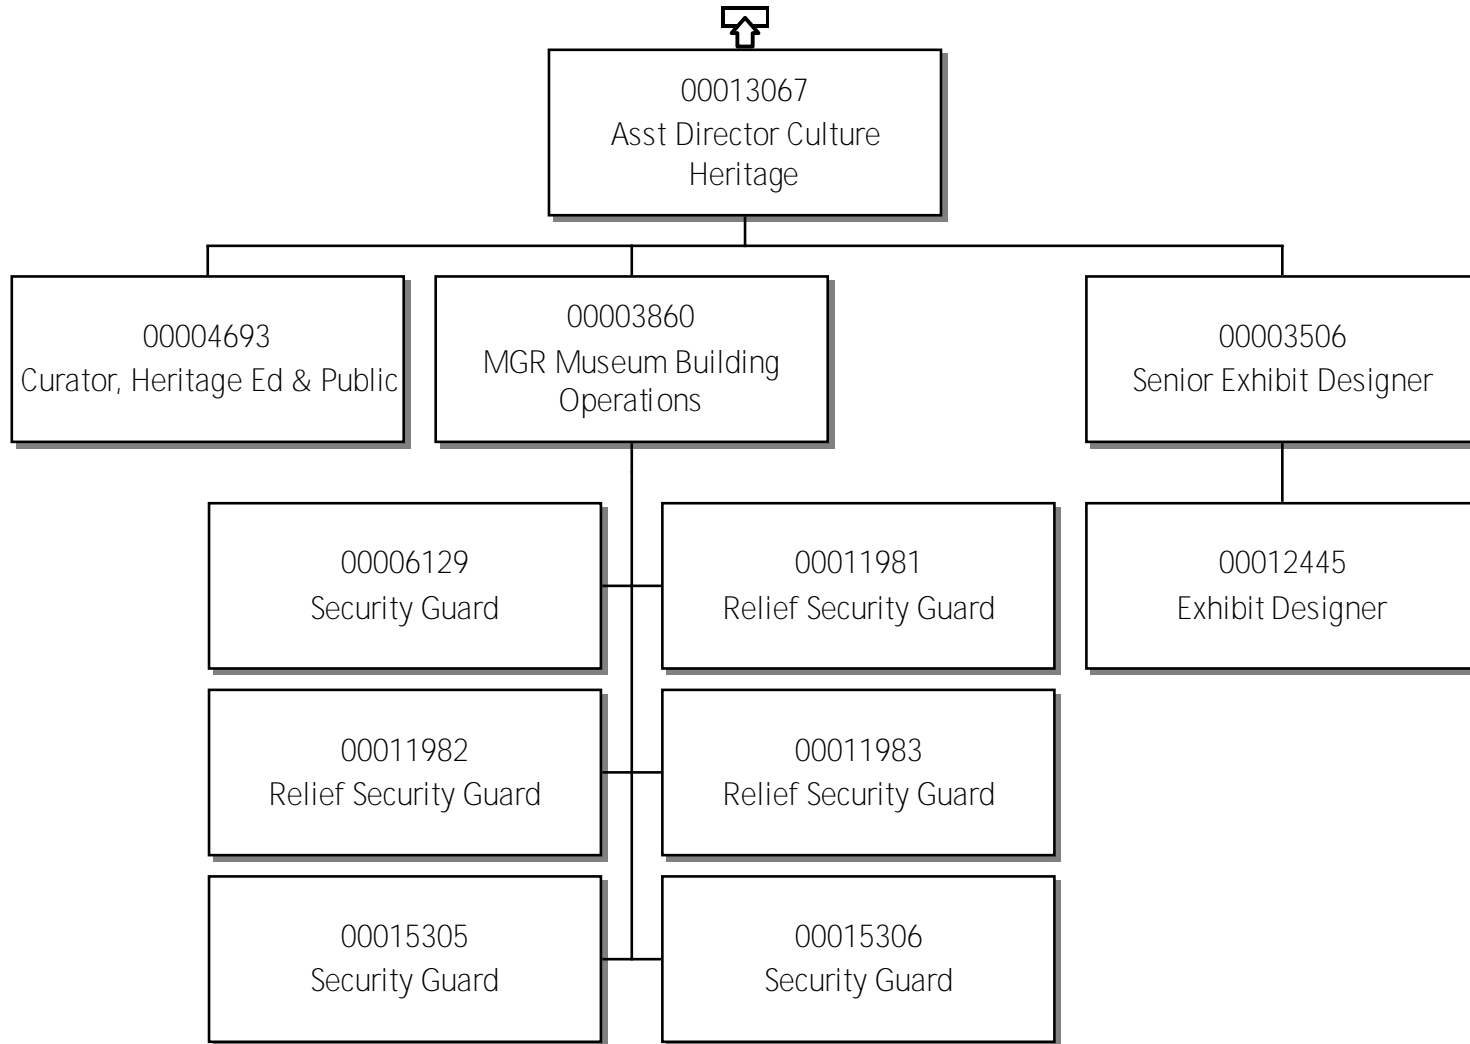 00013067
Asst Director Culture
Heritage
00004693
Curator, Heritage Ed & Public
00003860
MGR Museum Building
Operations
00003506
Senior Exhibit Designer
00006129
Security Guard
00011981
Relief Security Guard
00012445
Exhibit Designer
00011982
Relief Security Guard
00011983
Relief Security Guard
00015305
Security Guard
00015306
Security Guard